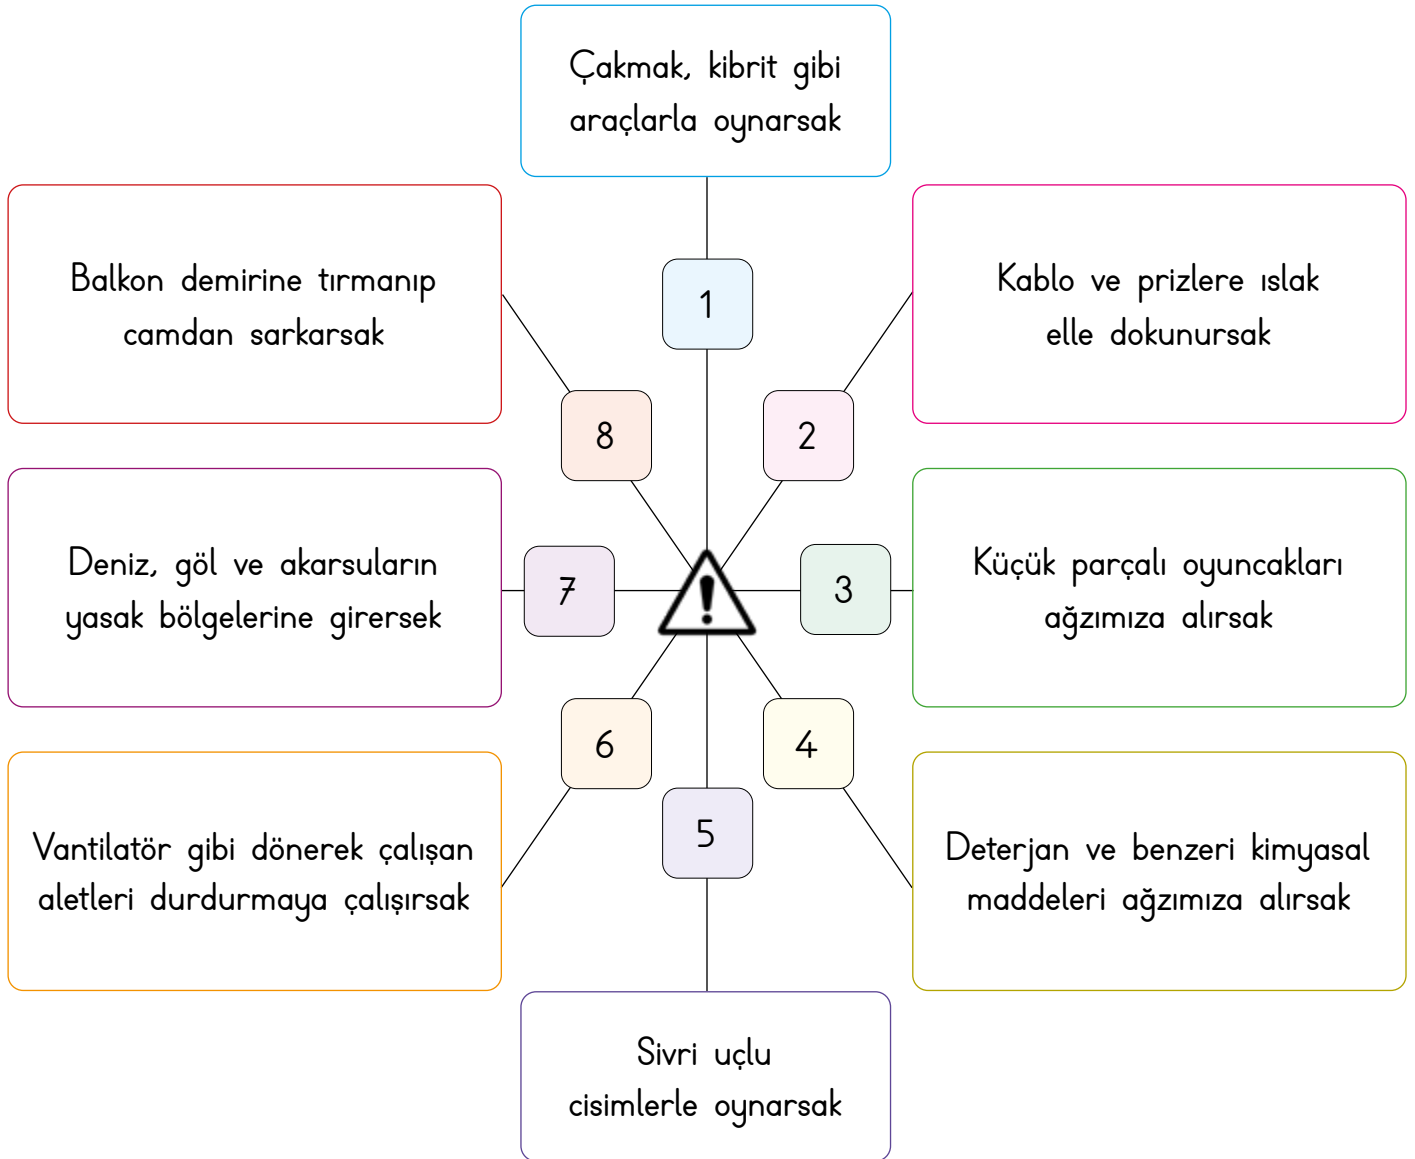 Çakmak, kibrit gibi
araçlarla oynarsak
1
Kablo ve prizlere ıslak
elle dokunursak
2
Küçük parçalı oyuncakları
ağzımıza alırsak
3
Deterjan ve benzeri kimyasal
maddeleri ağzımıza alırsak
4
Sivri uçlu
cisimlerle oynarsak
5
Vantilatör gibi dönerek çalışan
aletleri durdurmaya çalışırsak
6
Deniz, göl ve akarsuların
yasak bölgelerine girersek
7
Balkon demirine tırmanıp
camdan sarkarsak
8